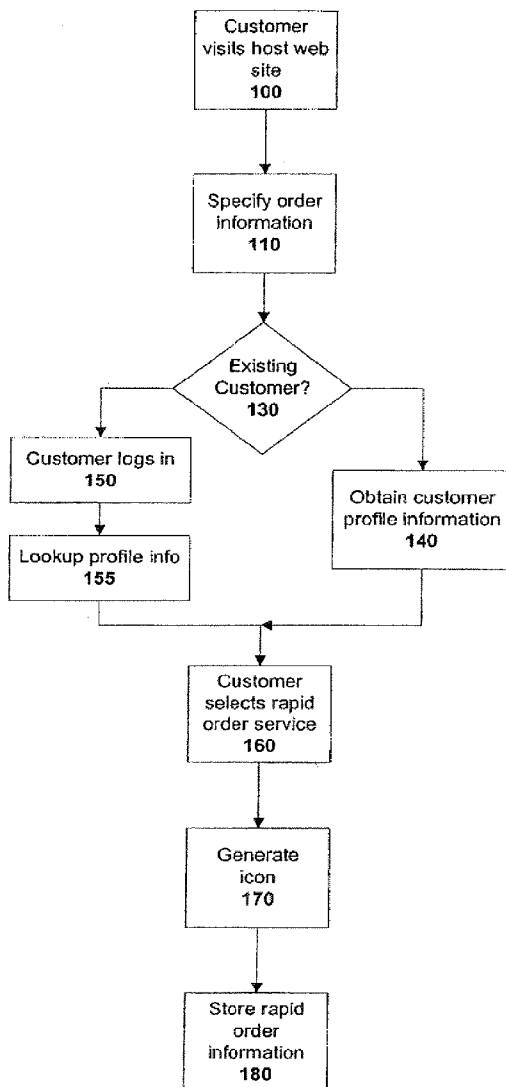 Customer
visits host web
site
100
Specify order
information
110
Existing
Customer?
130
Customer logs in
150
Lookup profile info
155
Obtain customer
profile information
140
Customer
selects rapid
order service
160
Generate
icon
170
Store rapid
order
information
180